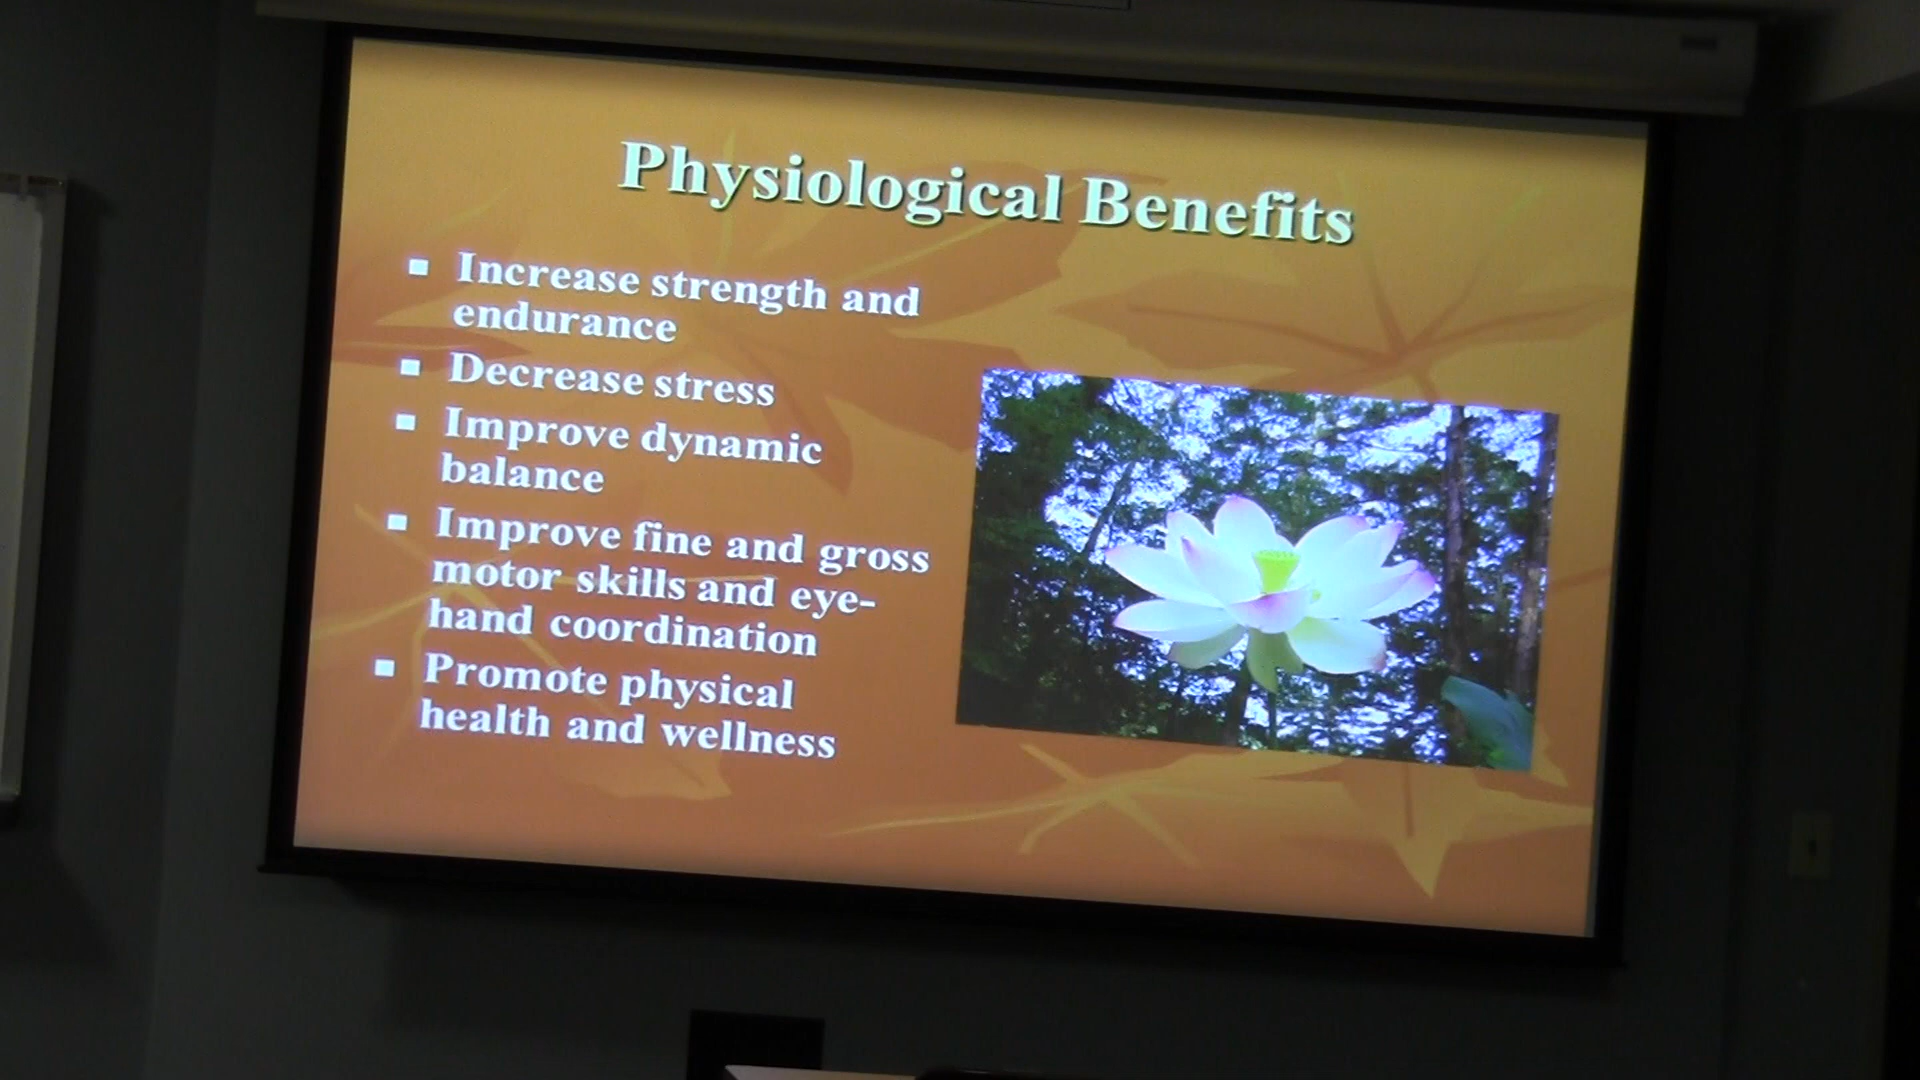 Physiological Benefits
▪ Increase strength and
endurance
▪ Decrease stress
▪ Improve dynamic
balance
▪ Improve fine and gross
motor skills and eye-
hand coordination
▪ Promote physical
health and wellness